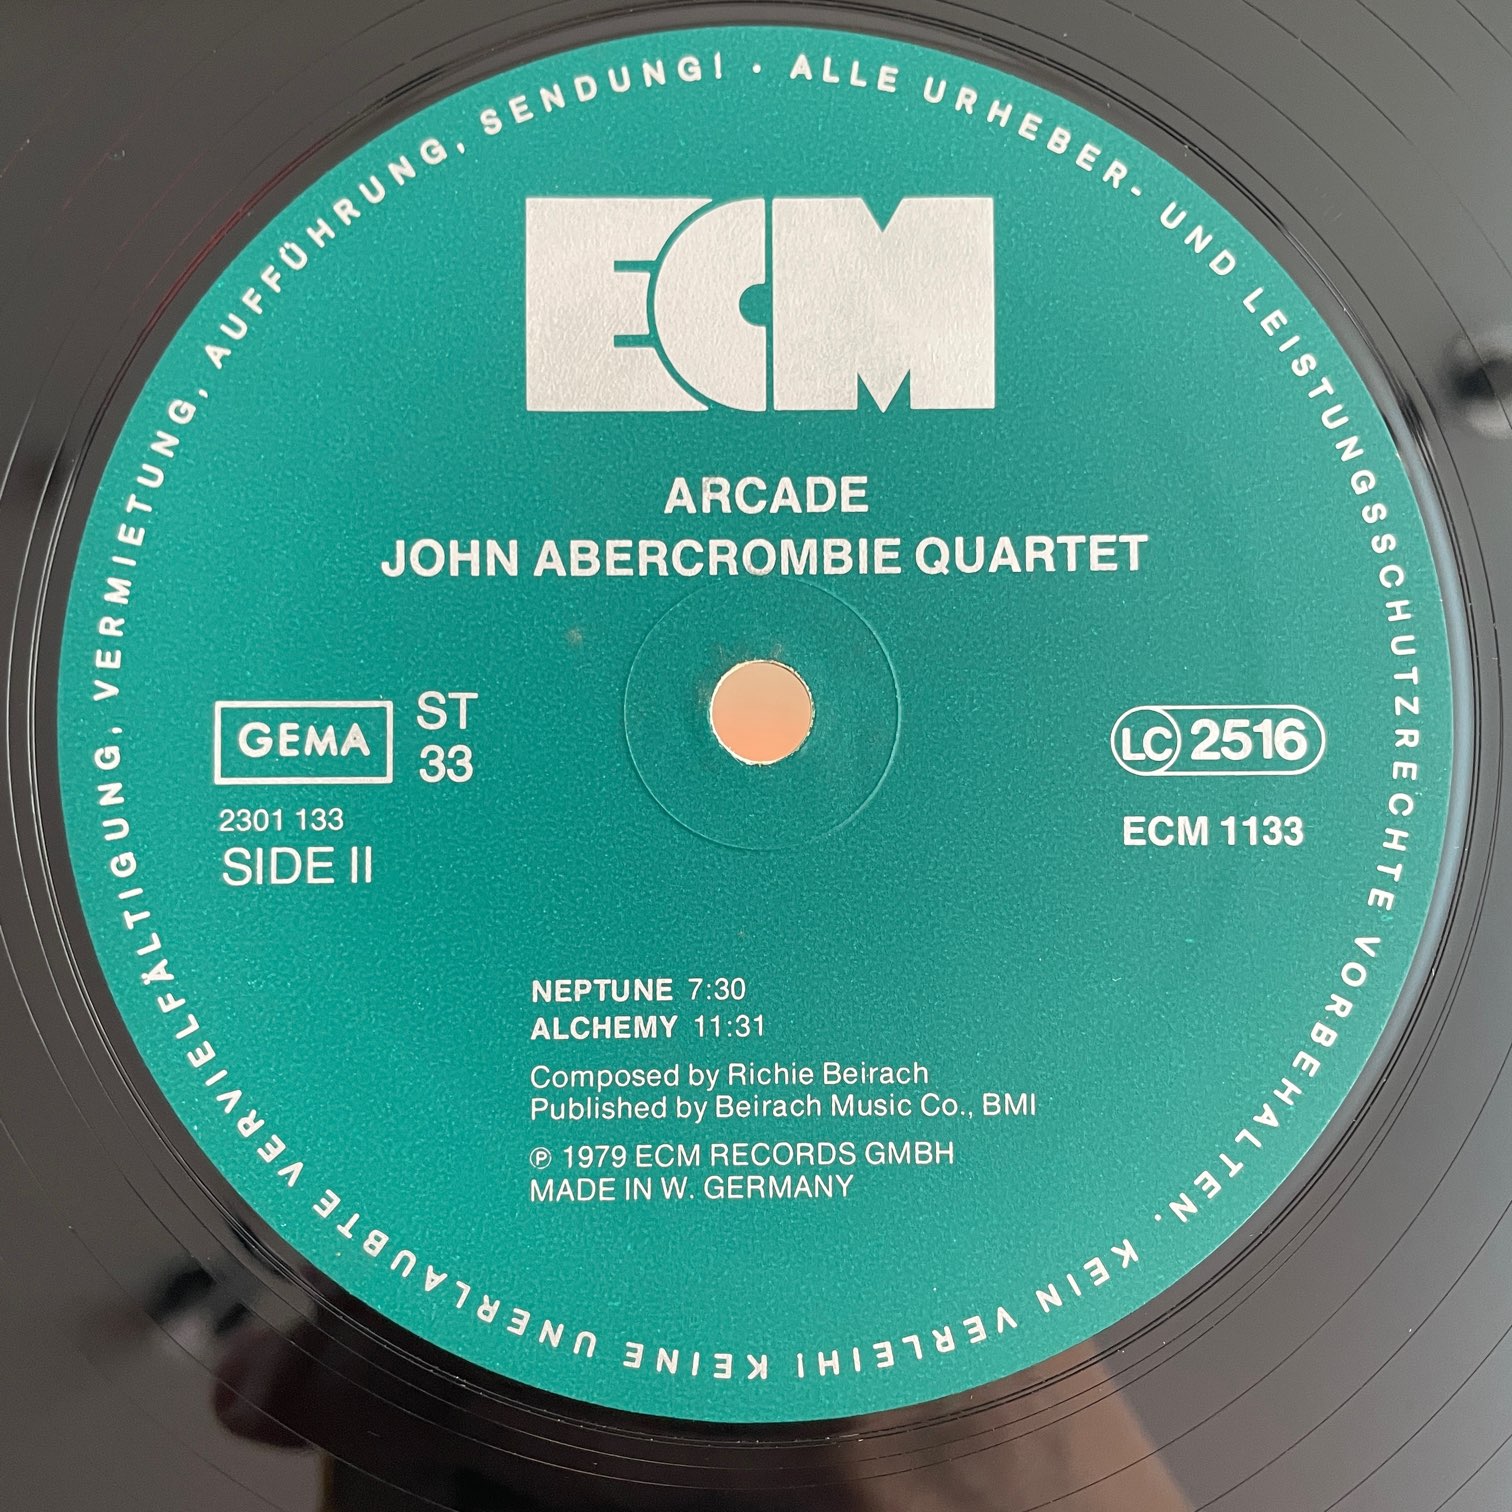 ALLE URHEBER- UND LEISTUNGSSCHUTZRECHTE VORBEHALTEN. KEIN VERLEIH! KEINE UNERLAUBTE VERVIELFÄLTIGUNG, VERMIETUNG, AUFFÜHRUNG, SENDUNG! ·
ECM
ARCADE
JOHN ABERCROMBIE QUARTET
GEMA
ST
33
2301 133
SIDE II
LC 2516
ECM 1133
NEPTUNE 7:30
ALCHEMY 11:31
Composed by Richie Beirach
Published by Beirach Music Co., BMI
℗ 1979 ECM RECORDS GMBH
MADE IN W. GERMANY